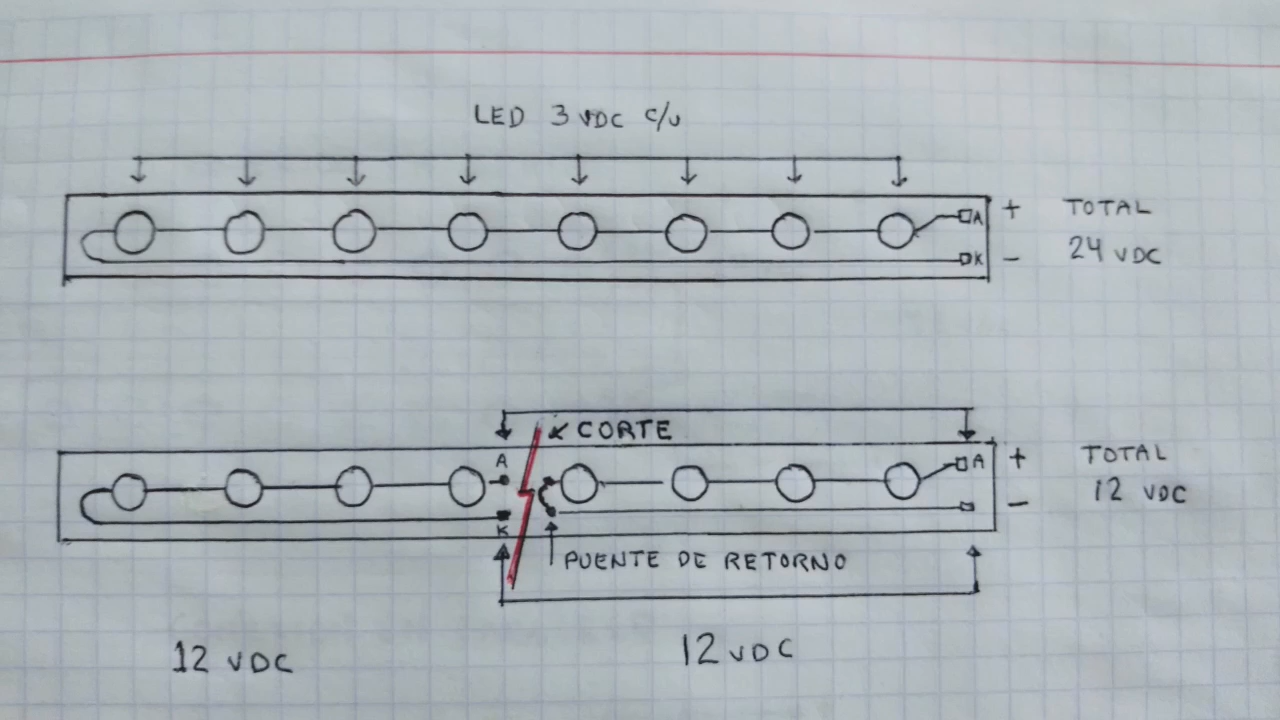 LED 3 VDC c/u
A + TOTAL
K - 24 VDC
CORTE
A A + TOTAL
K - 12 VDC
PUENTE DE RETORNO
12 VDC 12 VDC